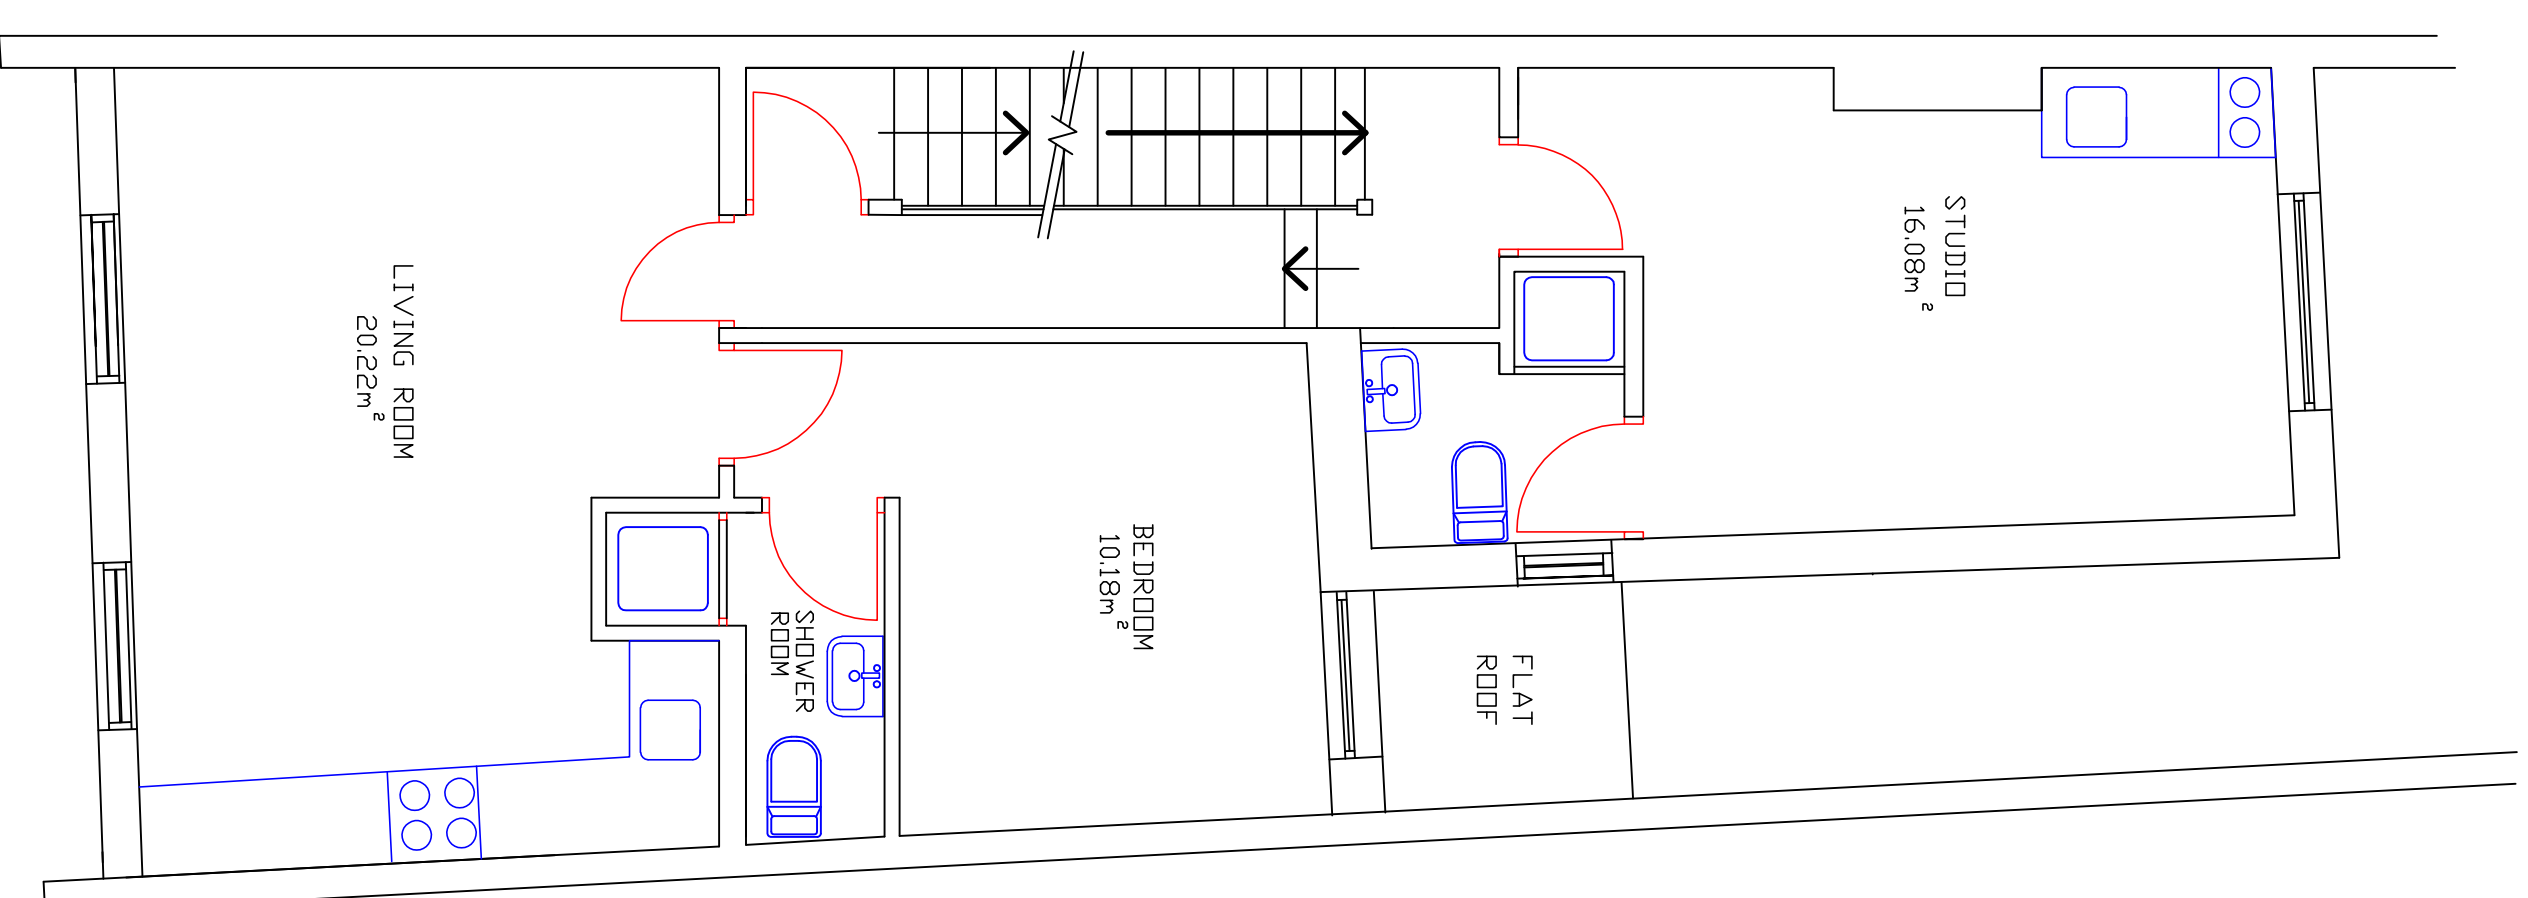 LIVING ROOM
20.22m²
SHOWER
ROOM
BEDROOM
10.18m²
FLAT
ROOF
STUDIO
16.08m²